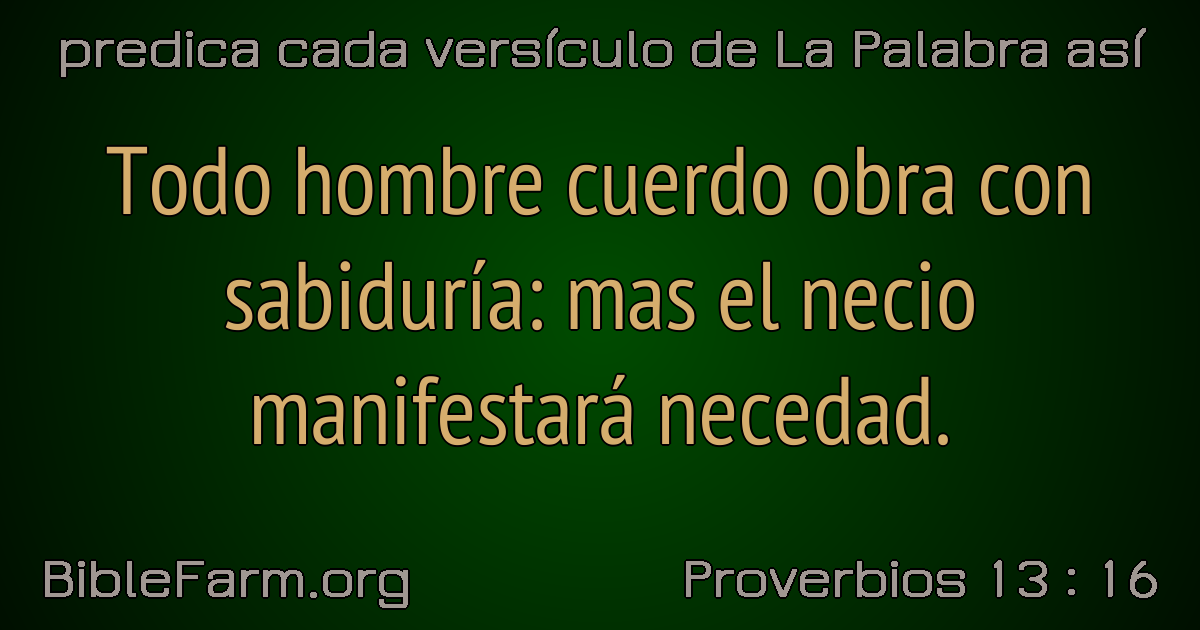 predica cada versículo de La Palabra así
Todo hombre cuerdo obra con
sabiduría: mas el necio
manifestará necedad.
BibleFarm.org
Proverbios 13 : 16